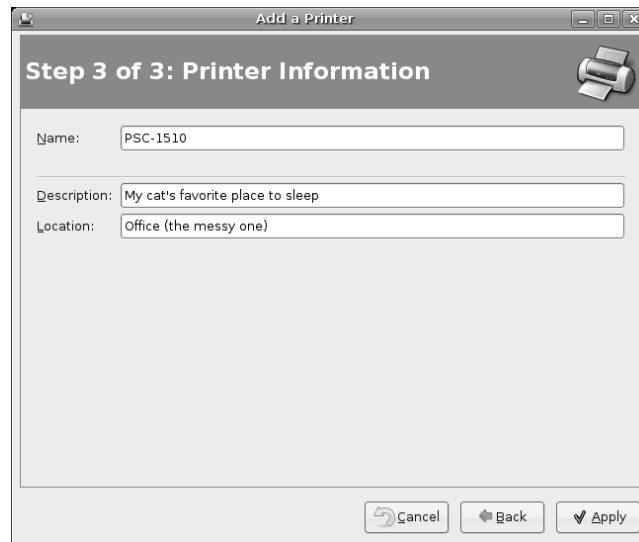 Add a Printer
Step 3 of 3: Printer Information
Name: PSC-1510
Description: My cat's favorite place to sleep
Location: Office (the messy one)
Cancel Back Apply